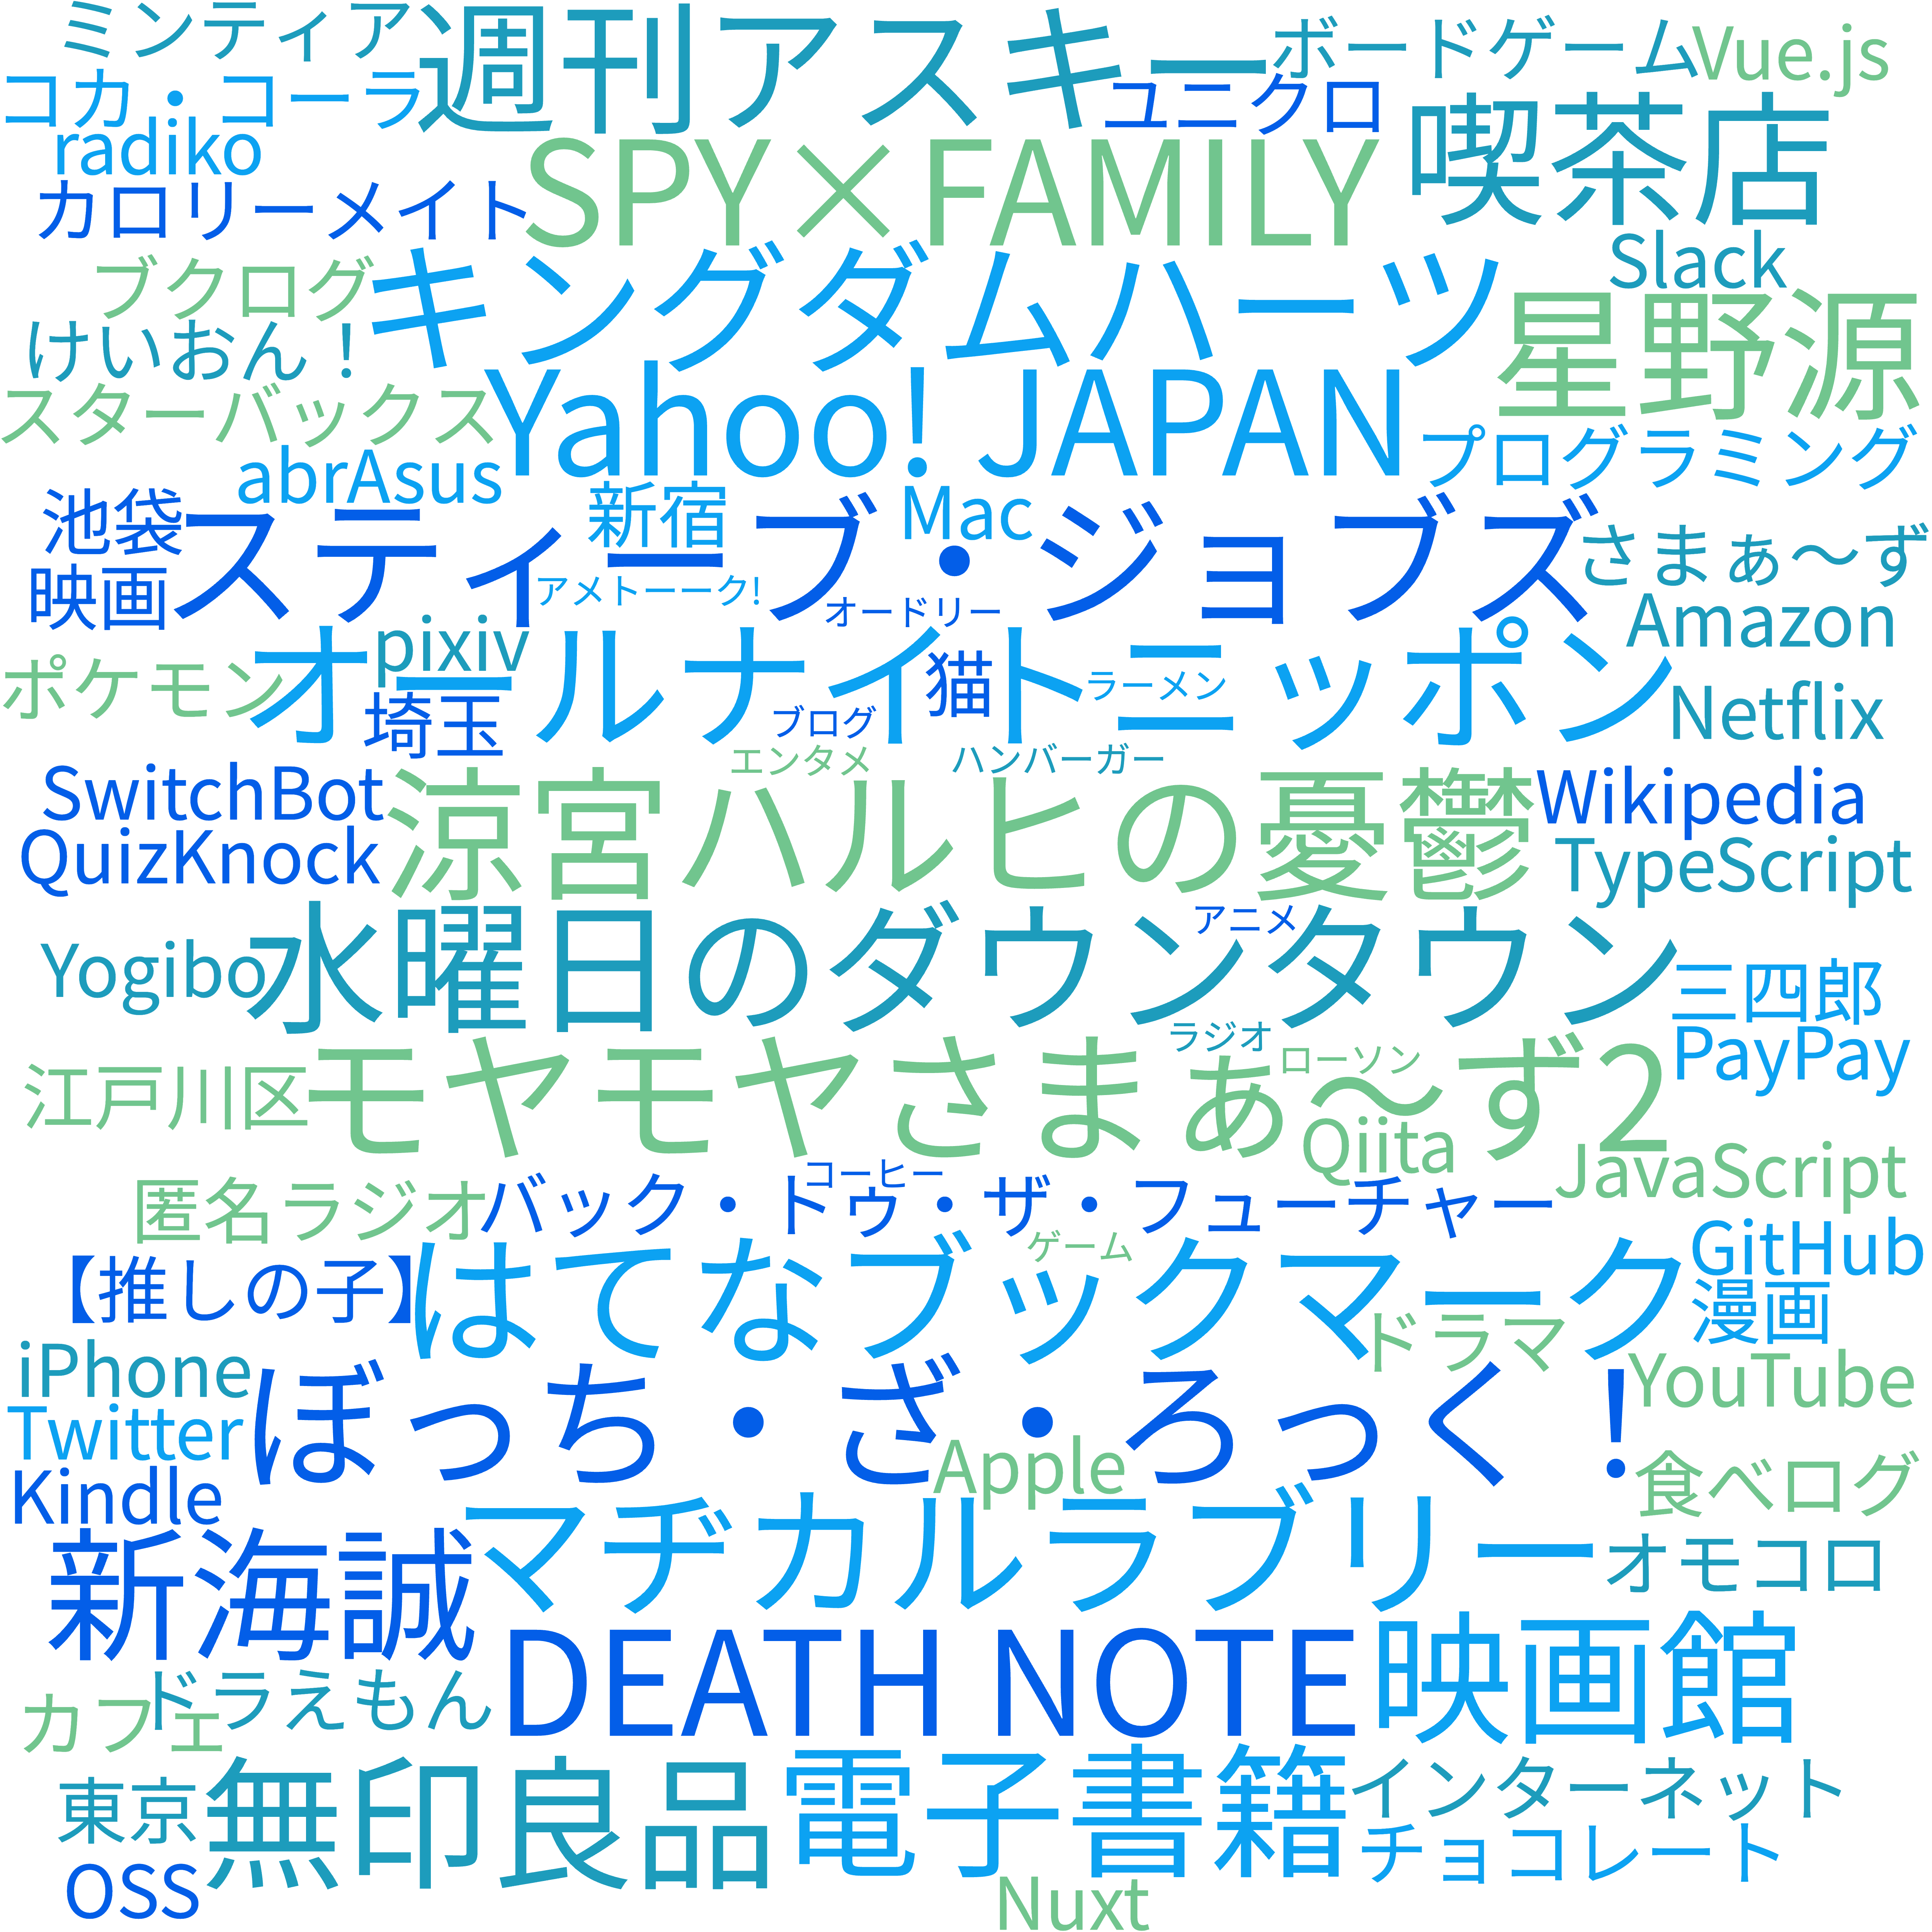 ミンティア
週刊アスキー
ボードゲーム
Vue.js
コカ・コーラ
ユニクロ
喫茶店
radiko
SPY×FAMILY
カロリーメイト
Slack
ブクログ
キングダムハーツ
星野源
けいおん！
Yahoo! JAPAN
スターバックス
プログラミング
abrAsus
新宿
Mac
池袋
スティーブ・ジョブズ
さまぁ〜ず
映画
アメトーーク!
オードリー
Amazon
pixiv
オールナイトニッポン
ポケモン
猫
ラーメン
Netflix
埼玉
ブログ
エンタメ
ハンバーガー
SwitchBot
涼宮ハルヒの憂鬱
Wikipedia
QuizKnock
TypeScript
アニメ
水曜日のダウンタウン
Yogibo
三四郎
ラジオ
ローソン
PayPay
江戸川区
モヤモヤさまぁ〜ず2
Qiita
JavaScript
コーヒー
匿名ラジオ
バック・トゥ・ザ・フューチャー
ゲーム
GitHub
【推しの子】
はてなブックマーク
漫画
ドラマ
iPhone
YouTube
Twitter
ぼっち・ざ・ろっく！
Apple
Kindle
食べログ
マヂカルラブリー
新海誠
オモコロ
DEATH NOTE
映画館
ドラえもん
カフェ
東京
無印良品
電子書籍
インターネット
チョコレート
OSS
Nuxt